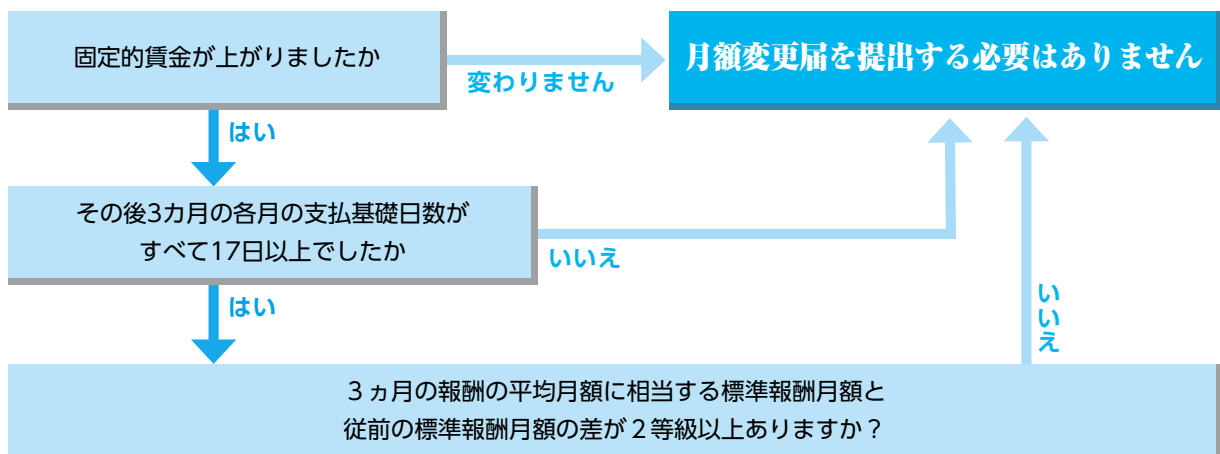 固定的賃金が上がりましたか
変わりません
月額変更届を提出する必要はありません
はい
その後3カ月の各月の支払基礎日数が
すべて17日以上でしたか
いいえ
はい
いいえ
３ヵ月の報酬の平均月額に相当する標準報酬月額と
従前の標準報酬月額の差が２等級以上ありますか？